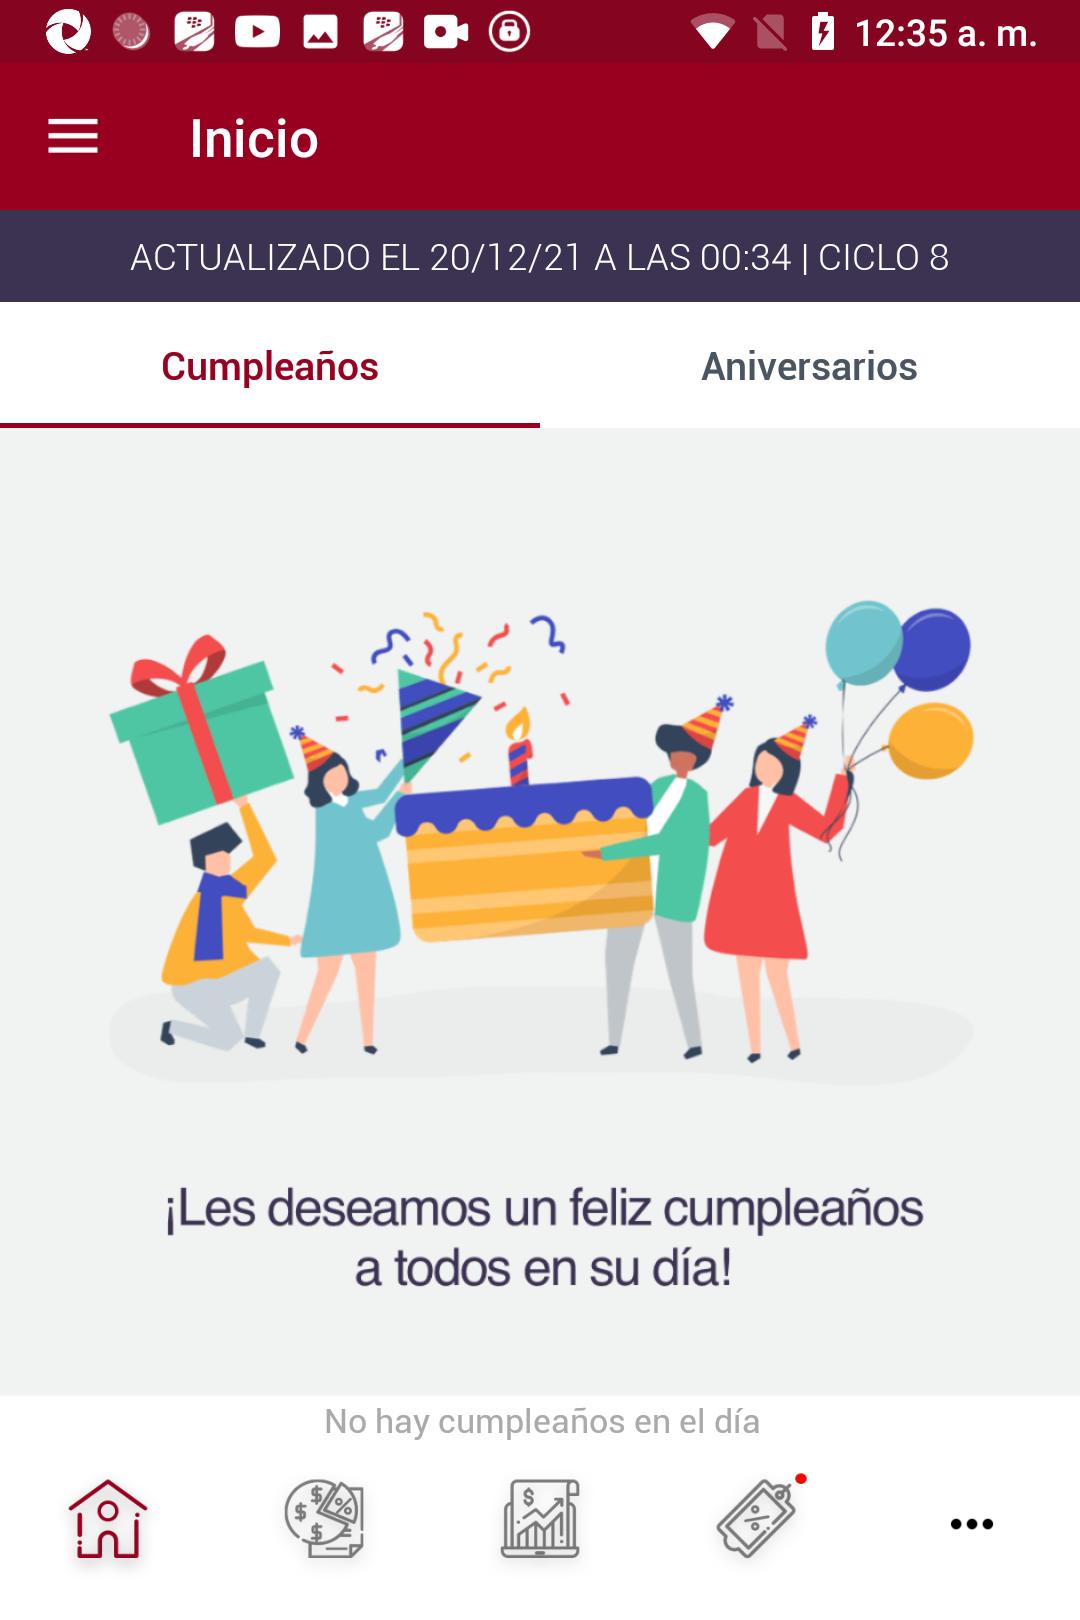 12:35 a. m.
Inicio
ACTUALIZADO EL 20/12/21 A LAS 00:34 | CICLO 8
Cumpleaños
Aniversarios
¡Les deseamos un feliz cumpleaños
a todos en su día!
No hay cumpleaños en el día